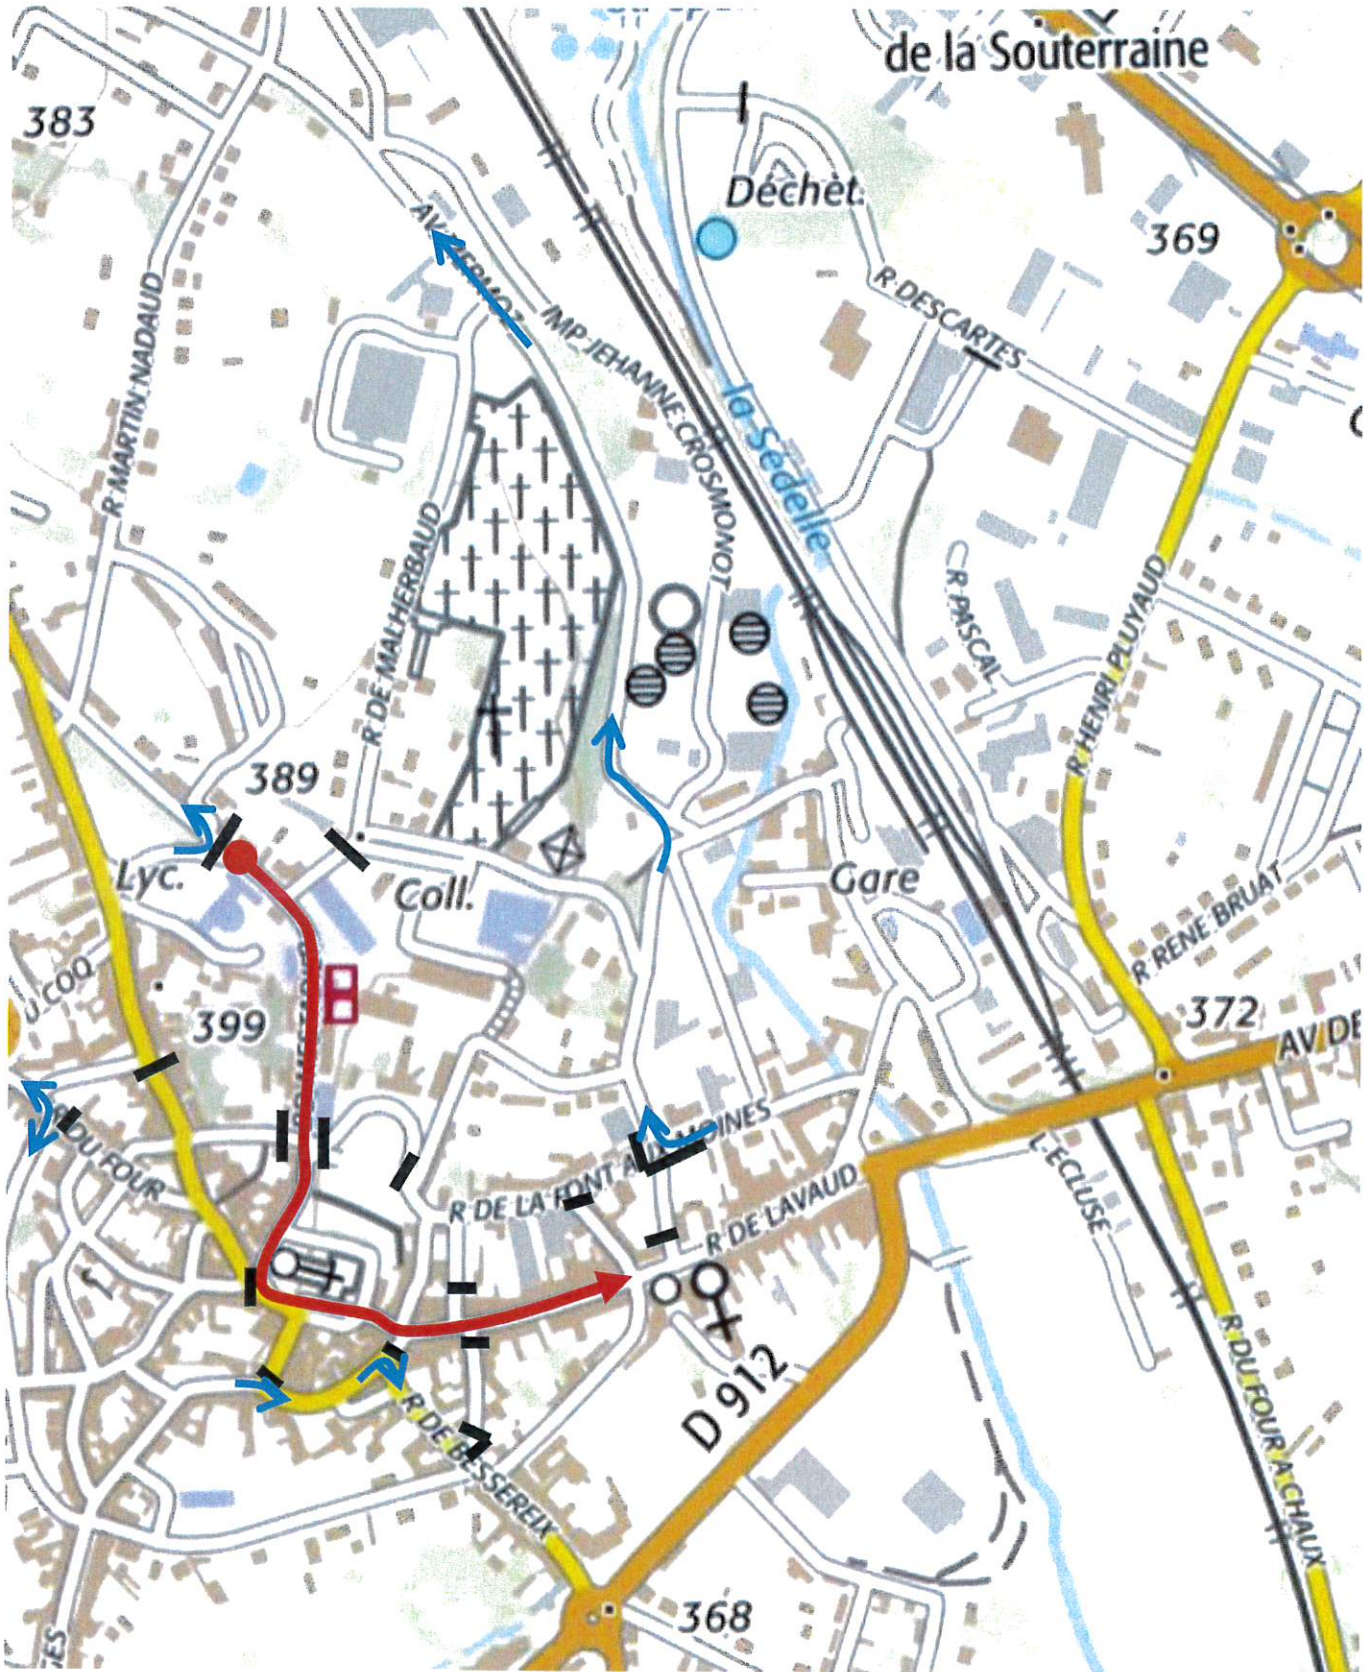 de la Souterraine
383
Déchet.
369
R DESCARTES
IMP JEHANNE CROSMONOT
R MARTIN NADAUD
la Sédelle
R DE MALHERBAUD
R PASCAL
R HENRI PLUYAUD
389
Lyc.
Coll.
Gare
R RENE BRUAT
399
372
AV DE
DU FOUR
R DE LA FONT AUX MOINES
R DE LAVAUD
L'ECLUSE
D 912
R DE BESSEREIX
R DU FOUR A CHAUX
368